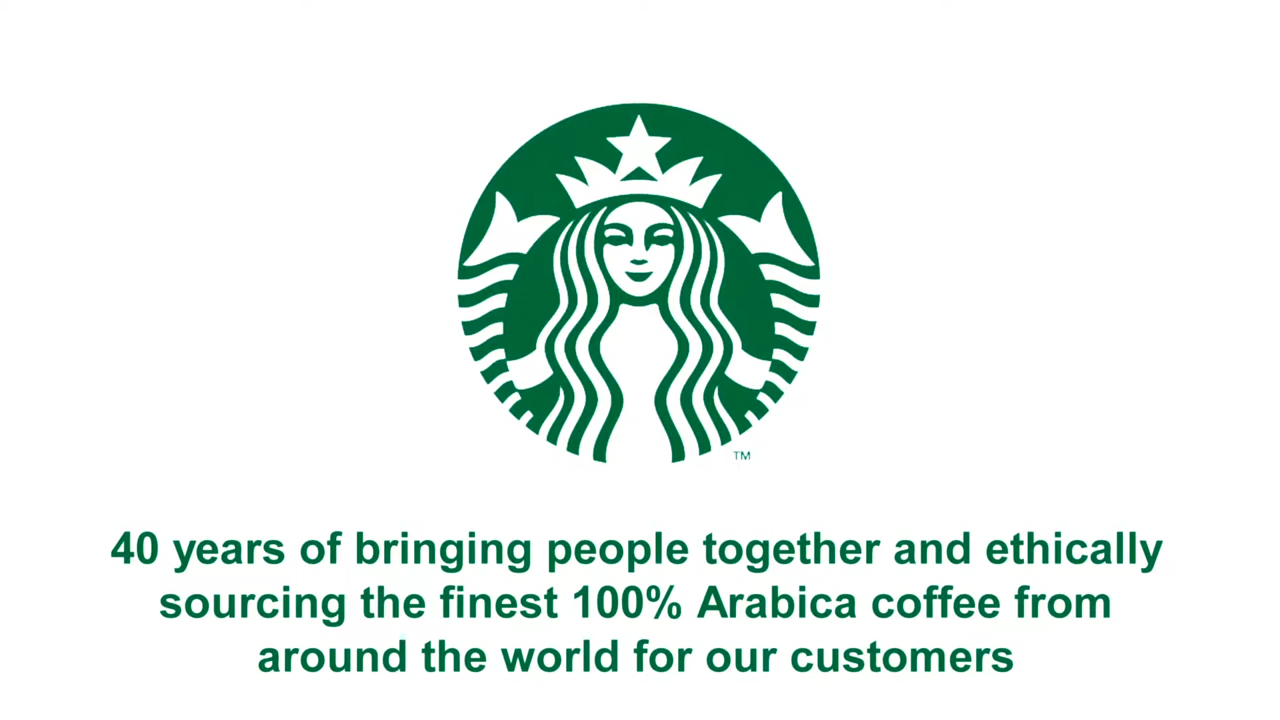 TM
40 years of bringing people together and ethically
sourcing the finest 100% Arabica coffee from
around the world for our customers